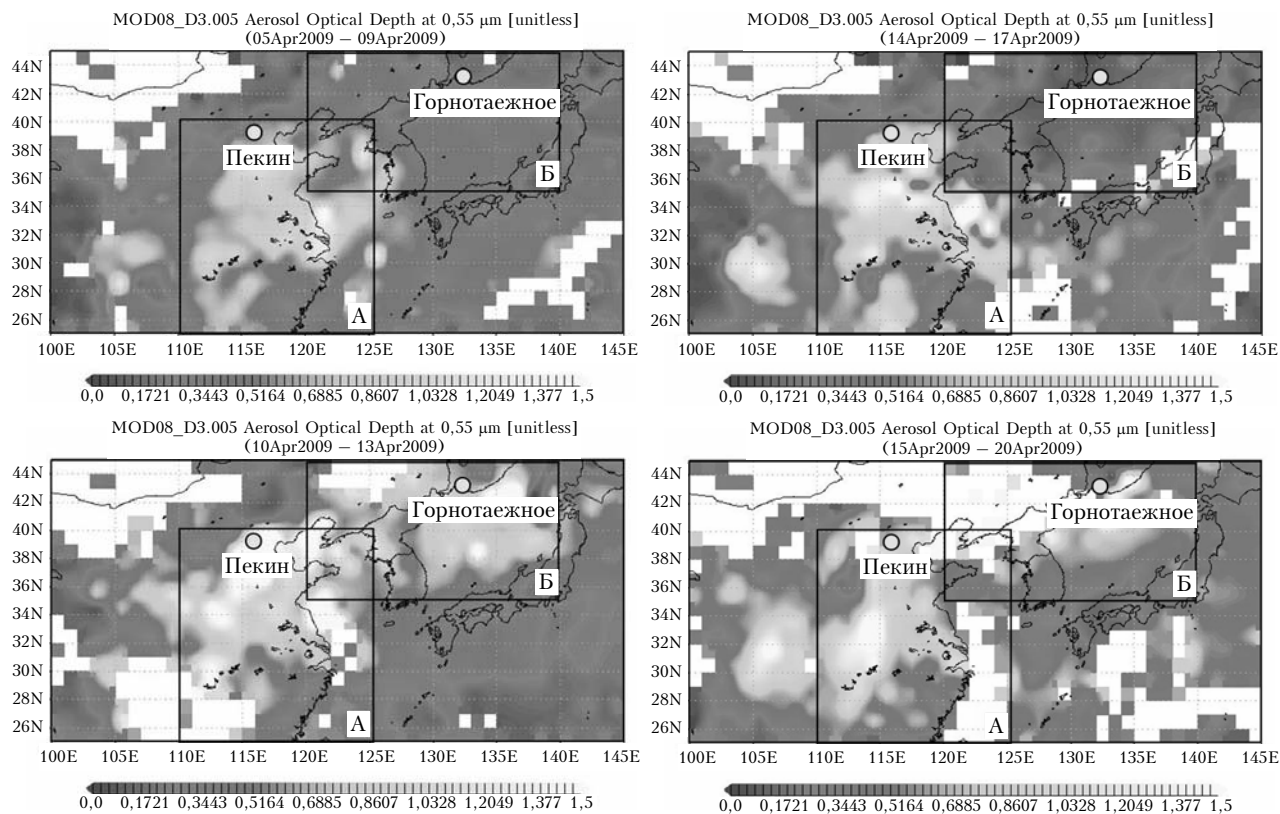 MOD08_D3.005 Aerosol Optical Depth at 0,55 μm [unitless]
(05Apr2009 – 09Apr2009)
44N
42N
40N
38N
36N
34N
32N
30N
28N
26N
Горнотаежное
Пекин
Б
А
100E 105E 110E 115E 120E 125E 130E 135E 140E 145E
0,0 0,1721 0,3443 0,5164 0,6885 0,8607 1,0328 1,2049 1,377 1,5
MOD08_D3.005 Aerosol Optical Depth at 0,55 μm [unitless]
(14Apr2009 – 17Apr2009)
44N
42N
40N
38N
36N
34N
32N
30N
28N
26N
Горнотаежное
Пекин
Б
А
100E 105E 110E 115E 120E 125E 130E 135E 140E 145E
0,0 0,1721 0,3443 0,5164 0,6885 0,8607 1,0328 1,2049 1,377 1,5
MOD08_D3.005 Aerosol Optical Depth at 0,55 μm [unitless]
(10Apr2009 – 13Apr2009)
44N
42N
40N
38N
36N
34N
32N
30N
28N
26N
Горнотаежное
Пекин
Б
А
100E 105E 110E 115E 120E 125E 130E 135E 140E 145E
0,0 0,1721 0,3443 0,5164 0,6885 0,8607 1,0328 1,2049 1,377 1,5
MOD08_D3.005 Aerosol Optical Depth at 0,55 μm [unitless]
(15Apr2009 – 20Apr2009)
44N
42N
40N
38N
36N
34N
32N
30N
28N
26N
Горнотаежное
Пекин
Б
А
100E 105E 110E 115E 120E 125E 130E 135E 140E 145E
0,0 0,1721 0,3443 0,5164 0,6885 0,8607 1,0328 1,2049 1,377 1,5